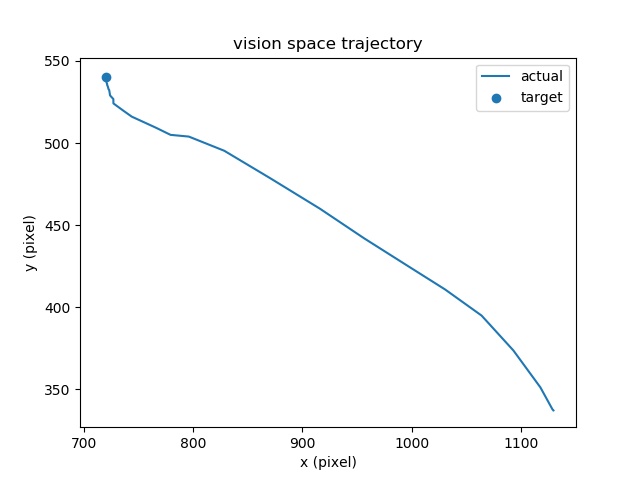 vision space trajectory
actual
target
y (pixel)
550
500
450
400
350
700 800 900 1000 1100
x (pixel)